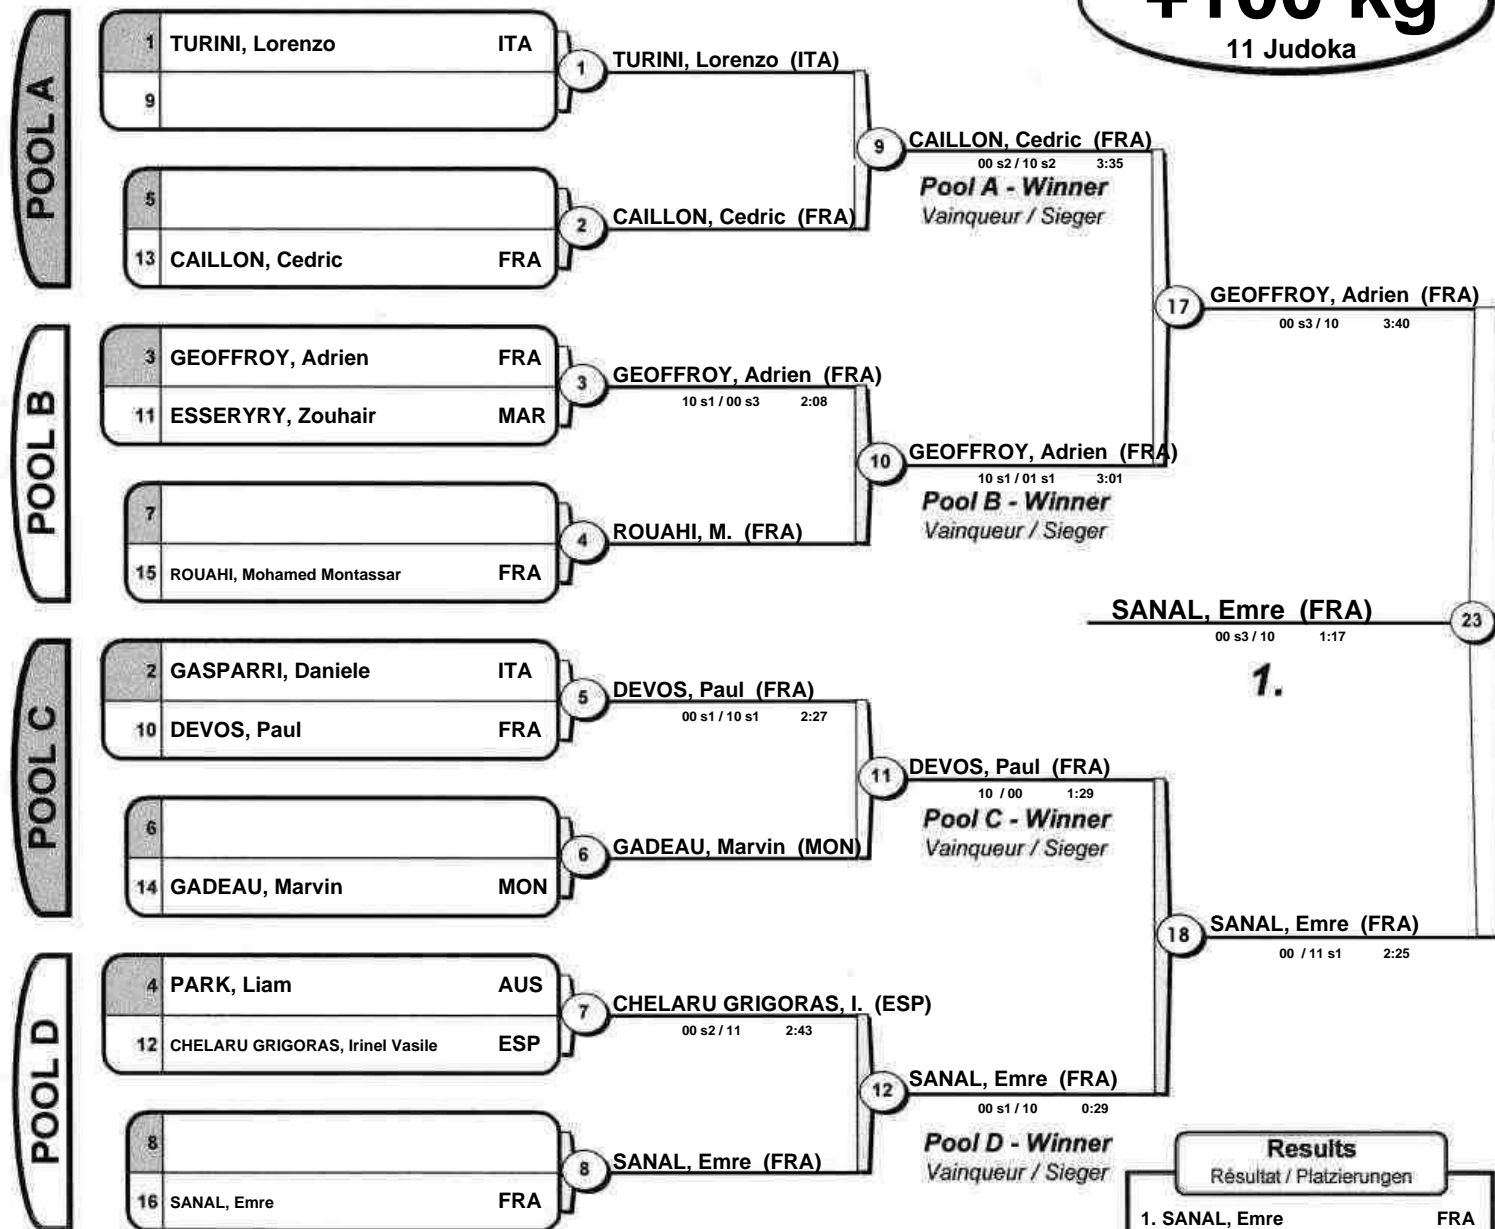 +100 kg
11 Judoka
POOL A
1 TURINI, Lorenzo ITA
9
5
13 CAILLON, Cedric FRA
1 TURINI, Lorenzo (ITA)
2 CAILLON, Cedric (FRA)
9 CAILLON, Cedric (FRA)
00 s2 / 10 s2 3:35
Pool A - Winner
Vainqueur / Sieger
POOL B
3 GEOFFROY, Adrien FRA
11 ESSERYRY, Zouhair MAR
7
15 ROUAHI, Mohamed Montassar FRA
3 GEOFFROY, Adrien (FRA)
10 s1 / 00 s3 2:08
4 ROUAHI, M. (FRA)
10 GEOFFROY, Adrien (FRA)
10 s1 / 01 s1 3:01
Pool B - Winner
Vainqueur / Sieger
17 GEOFFROY, Adrien (FRA)
00 s3 / 10 3:40
SANAL, Emre (FRA) 23
00 s3 / 10 1:17
1.
POOL C
2 GASPARRI, Daniele ITA
10 DEVOS, Paul FRA
6
14 GADEAU, Marvin MON
5 DEVOS, Paul (FRA)
00 s1 / 10 s1 2:27
6 GADEAU, Marvin (MON)
11 DEVOS, Paul (FRA)
10 / 00 1:29
Pool C - Winner
Vainqueur / Sieger
POOL D
4 PARK, Liam AUS
12 CHELARU GRIGORAS, Irinel Vasile ESP
8
16 SANAL, Emre FRA
7 CHELARU GRIGORAS, I. (ESP)
00 s2 / 11 2:43
8 SANAL, Emre (FRA)
12 SANAL, Emre (FRA)
00 s1 / 10 0:29
Pool D - Winner
Vainqueur / Sieger
18 SANAL, Emre (FRA)
00 / 11 s1 2:25
Results
Résultat / Platzierungen
1. SANAL, Emre FRA